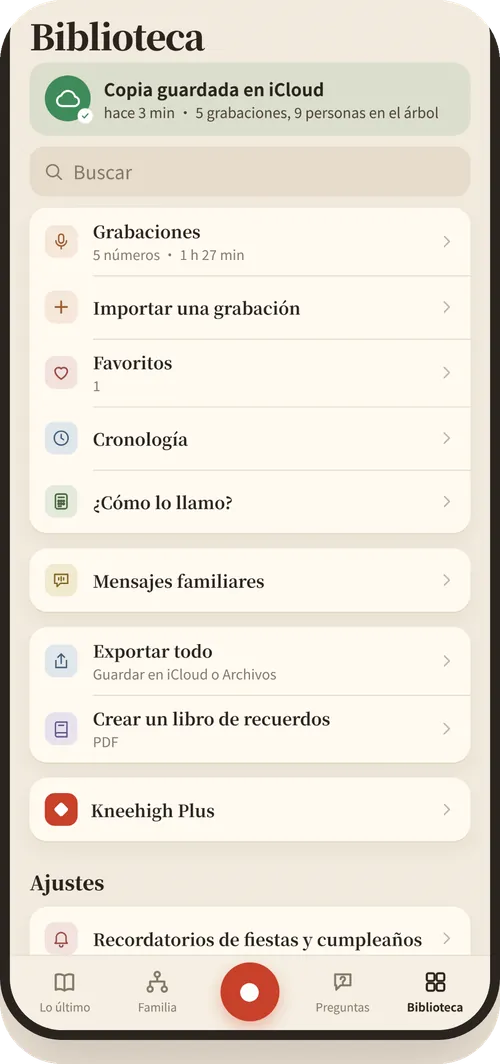 Biblioteca
Copia guardada en iCloud
hace 3 min • 5 grabaciones, 9 personas en el árbol
Buscar
Grabaciones
5 números • 1 h 27 min
Importar una grabación
Favoritos
1
Cronología
¿Cómo lo llamo?
Mensajes familiares
Exportar todo
Guardar en iCloud o Archivos
Crear un libro de recuerdos
PDF
Kneehigh Plus
Ajustes
Recordatorios de fiestas y cumpleaños
Lo último
Familia
Preguntas
Biblioteca